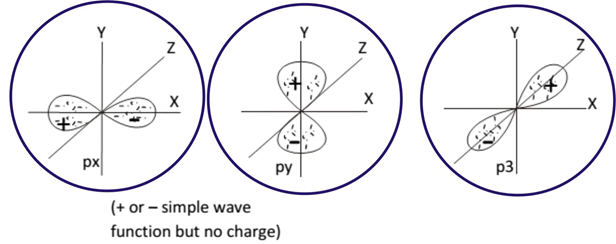 Y
Z
X
+
-
px
Y
Z
X
+
-
py
Y
Z
X
+
-
p3
(+ or – simple wave
function but no charge)